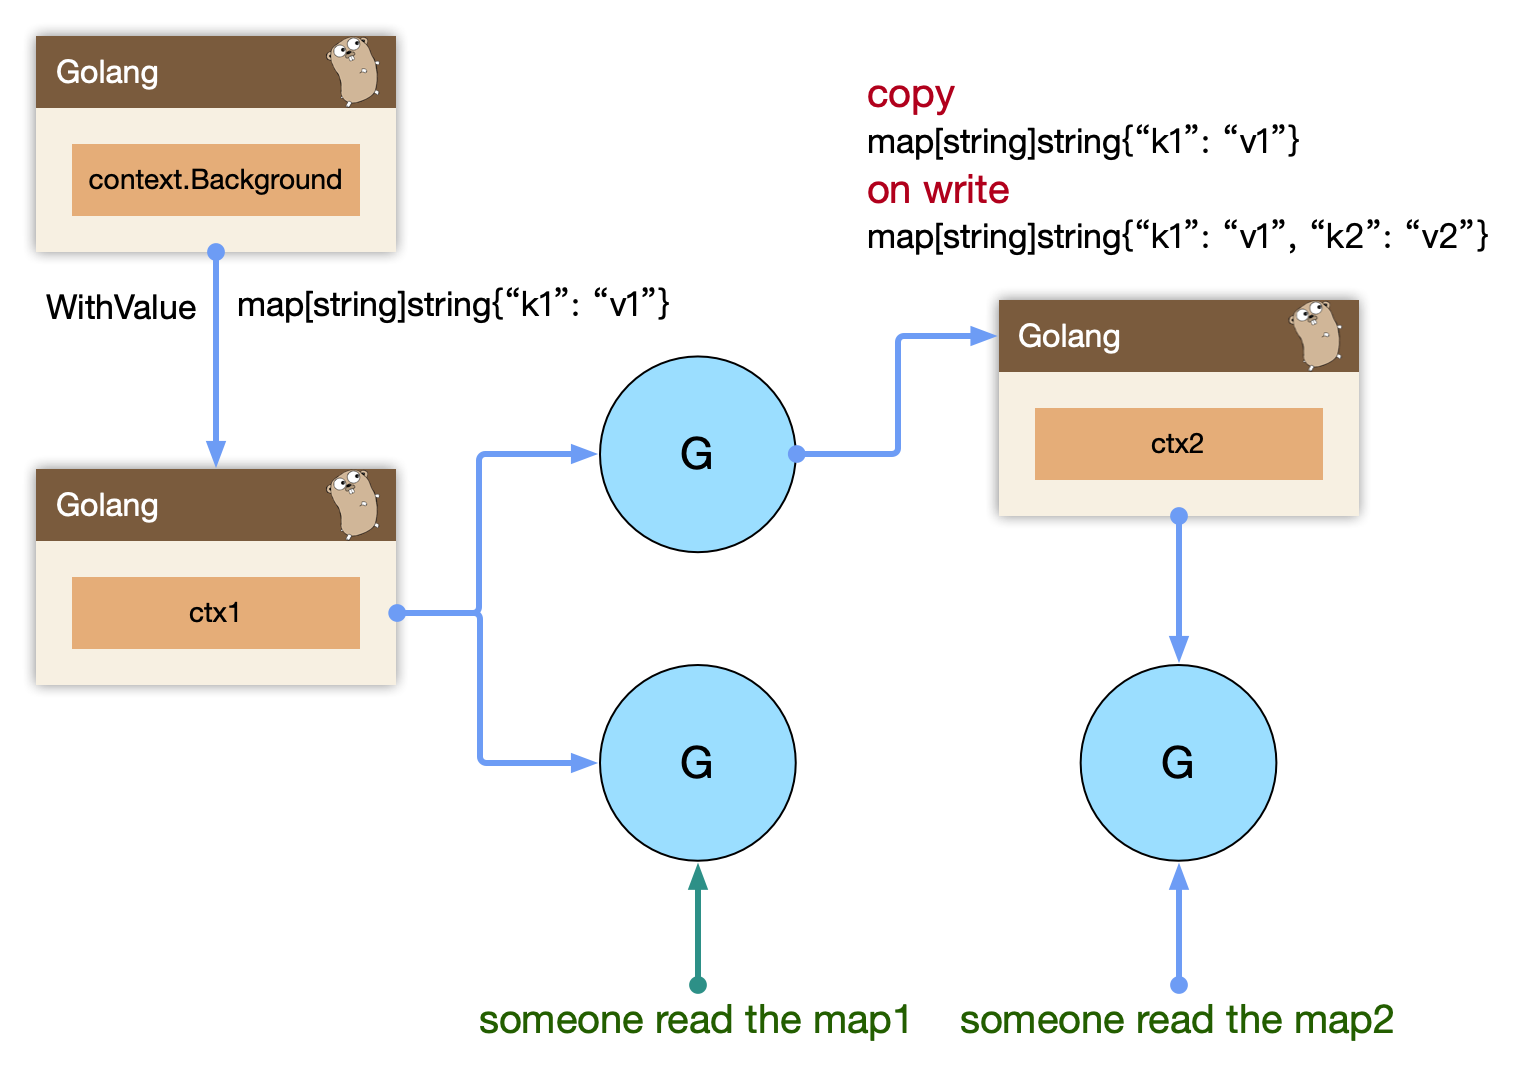 Golang
context.Background
WithValue
map[string]string{“k1”: “v1”}
Golang
ctx1
G
G
copy
map[string]string{“k1”: “v1”}
on write
map[string]string{“k1”: “v1”, “k2”: “v2”}
Golang
ctx2
G
someone read the map1
someone read the map2